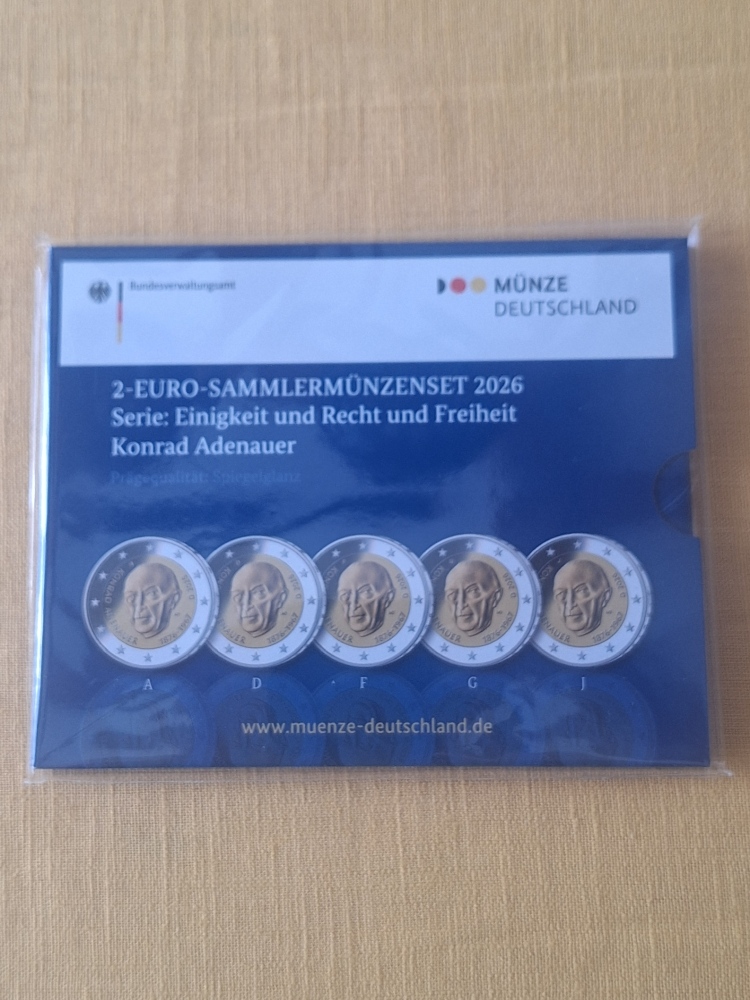 Bundesverwaltungsamt
MÜNZE
DEUTSCHLAND
2-EURO-SAMMLERMÜNZENSET 2026
Serie: Einigkeit und Recht und Freiheit
Konrad Adenauer
Prägequalität: Spiegelglanz
A D F G J
www.muenze-deutschland.de